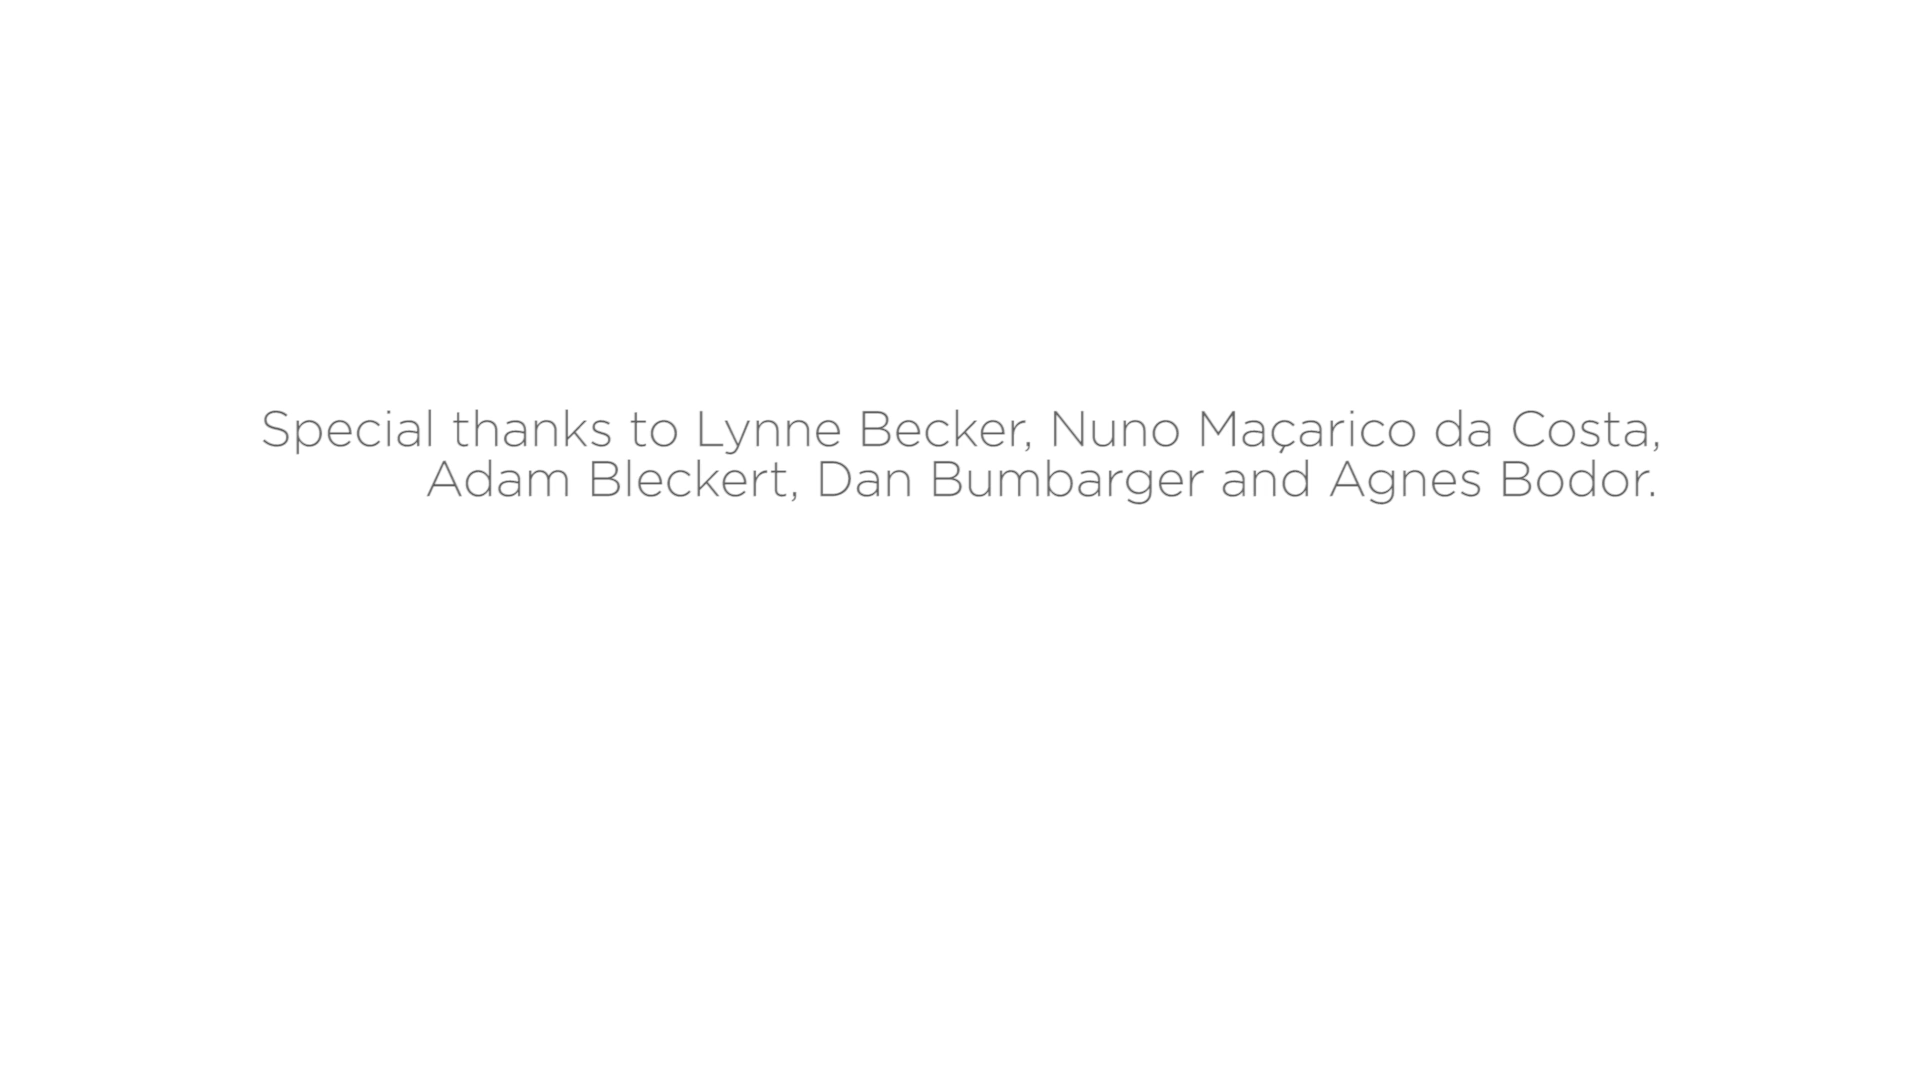 Special thanks to Lynne Becker, Nuno Maçarico da Costa,
Adam Bleckert, Dan Bumbarger and Agnes Bodor.